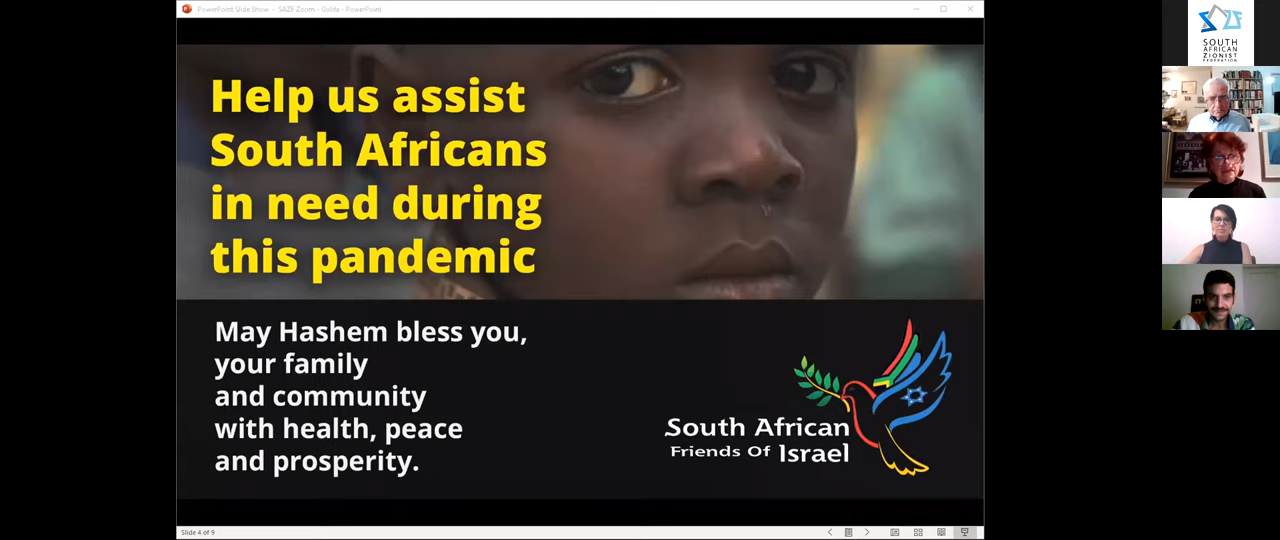 PowerPoint Slide Show - SAZF Zoom - Golda - PowerPoint
Help us assist
South Africans
in need during
this pandemic
May Hashem bless you,
your family
and community
with health, peace
and prosperity.
South African
Friends Of Israel
Slide 4 of 9
SOUTH
AFRICAN
ZIONIST
FEDERATION